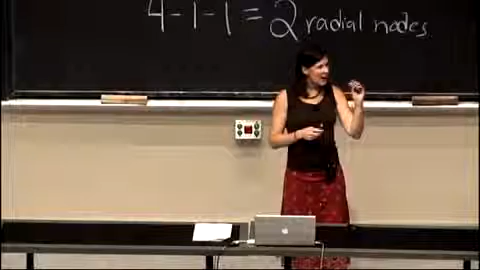 4-1-1 = 2 radial nodes